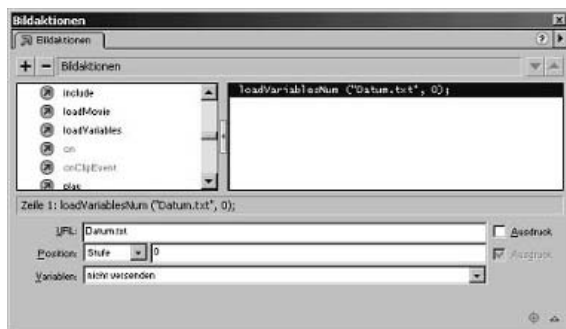 Bildaktionen
Bildaktionen
Bildaktionen
include
loadMovie
loadVariables
on
onClipEvent
play
loadVariablesNum ("Datum.txt", 0);
Zeile 1: loadVariablesNum ("Datum.txt", 0);
URL: Datum.txt Ausdruck
Position: Stufe 0 Ausdruck
Variablen: nicht versenden